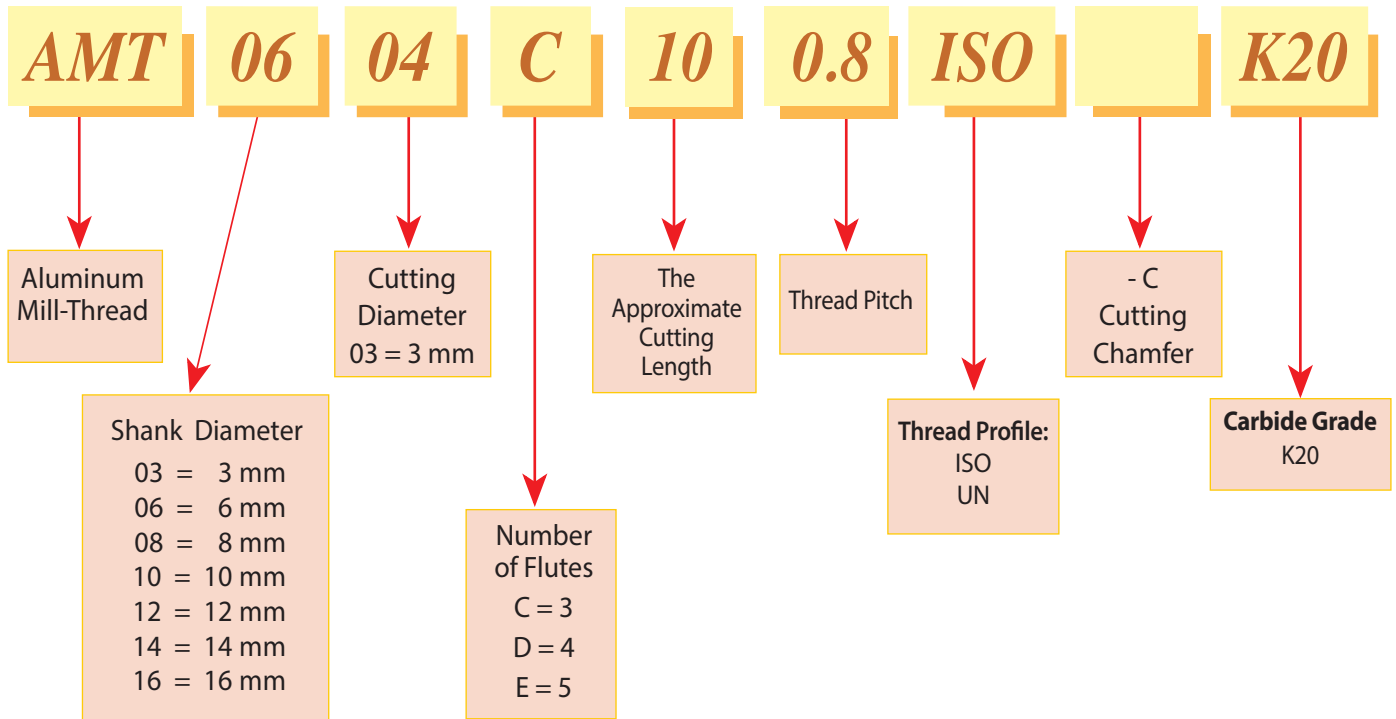 AMT 06 04 C 10 0.8 ISO K20
Aluminum
Mill-Thread
Shank Diameter
03 = 3 mm
06 = 6 mm
08 = 8 mm
10 = 10 mm
12 = 12 mm
14 = 14 mm
16 = 16 mm
Cutting
Diameter
03 = 3 mm
Number
of Flutes
C = 3
D = 4
E = 5
The
Approximate
Cutting
Length
Thread Pitch
Thread Profile:
ISO
UN
- C
Cutting
Chamfer
Carbide Grade
K20